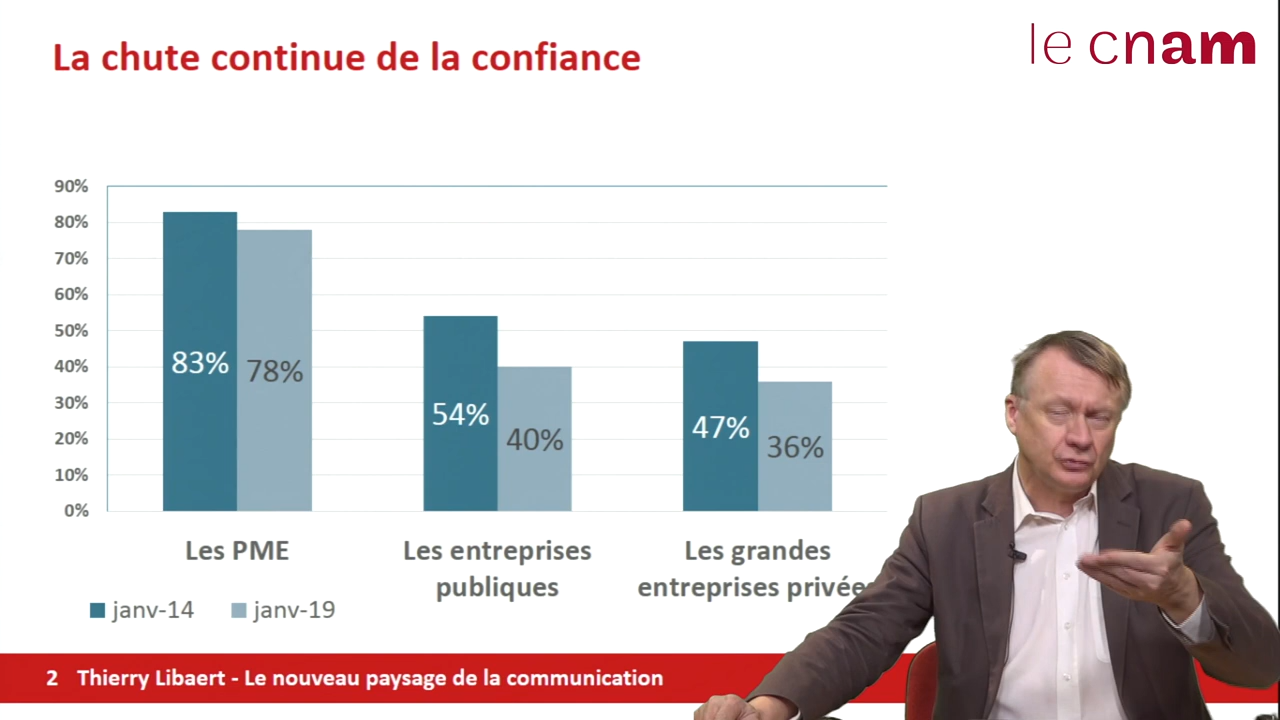 La chute continue de la confiance
le cnam
90%
80%
70%
60%
50%
40%
30%
20%
10%
0%
83%
78%
54%
40%
47%
36%
Les PME
Les entreprises
publiques
Les grandes
entreprises privée
janv-14
janv-19
2 Thierry Libaert - Le nouveau paysage de la communication